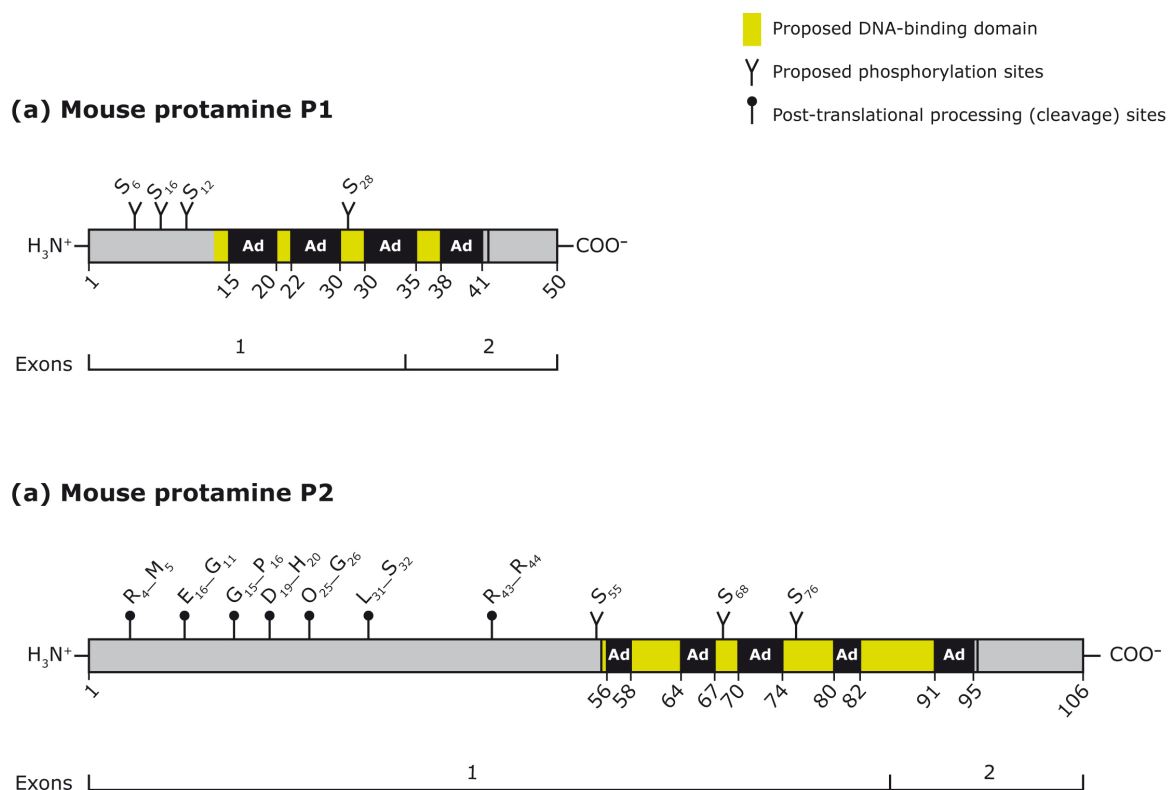 Proposed DNA-binding domain
Proposed phosphorylation sites
Post-translational processing (cleavage) sites
(a) Mouse protamine P1
S6 S16 S12 S28
H3N+ Ad Ad Ad Ad COO−
1 15 20 22 30 30 35 38 41 50
Exons 1 2
(a) Mouse protamine P2
R4—M5 E16—G11 G15—P16 D19—H20 O25—G26 L31—S32 R43—R44 S55 S68 S76
H3N+ Ad Ad Ad Ad Ad COO−
1 56 58 64 67 70 74 80 82 91 95 106
Exons 1 2